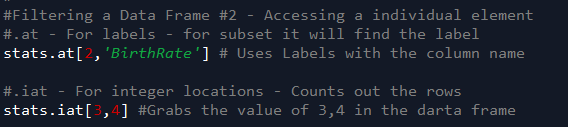 #Filtering a Data Frame #2 - Accessing a individual element
#.at - For labels - for subset it will find the label
stats.at[2,'BirthRate'] # Uses Labels with the column name
#.iat - For integer locations - Counts out the rows
stats.iat[3,4] #Grabs the value of 3,4 in the darta frame